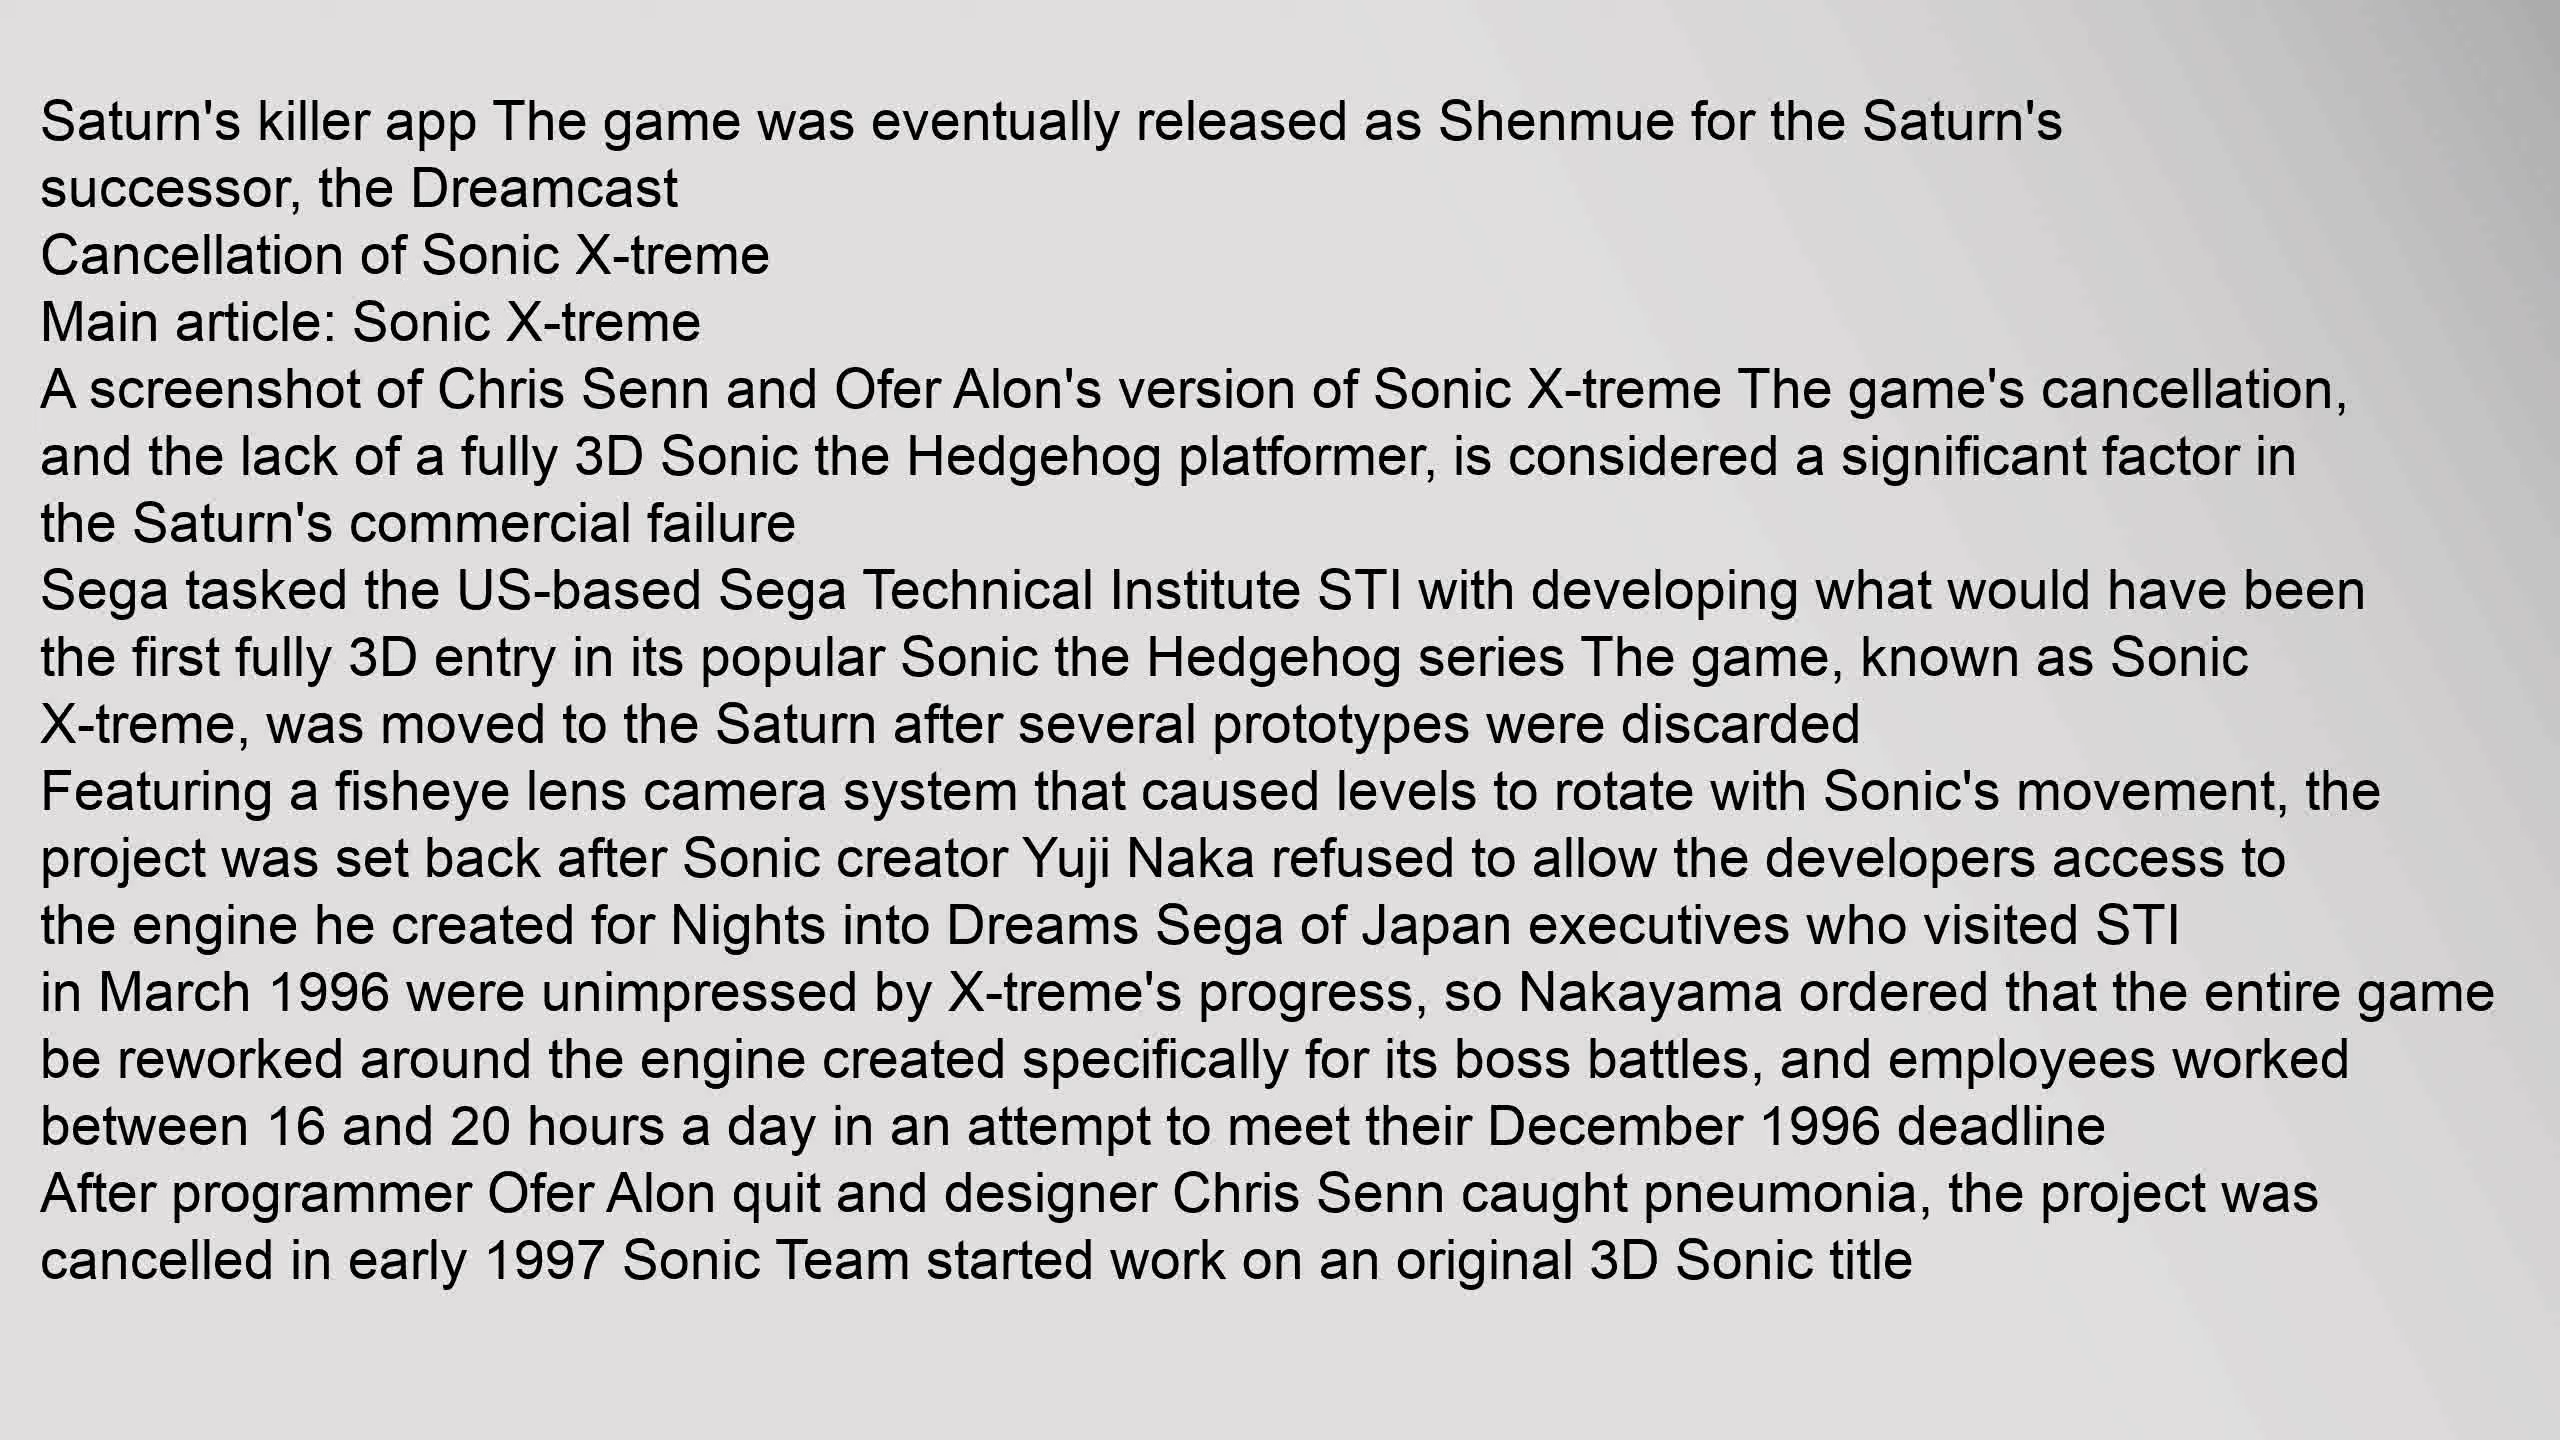 Saturn's killer app The game was eventually released as Shenmue for the Saturn's
successor, the Dreamcast
Cancellation of Sonic X-treme
Main article: Sonic X-treme
A screenshot of Chris Senn and Ofer Alon's version of Sonic X-treme The game's cancellation,
and the lack of a fully 3D Sonic the Hedgehog platformer, is considered a significant factor in
the Saturn's commercial failure
Sega tasked the US-based Sega Technical Institute STI with developing what would have been
the first fully 3D entry in its popular Sonic the Hedgehog series The game, known as Sonic
X-treme, was moved to the Saturn after several prototypes were discarded
Featuring a fisheye lens camera system that caused levels to rotate with Sonic's movement, the
project was set back after Sonic creator Yuji Naka refused to allow the developers access to
the engine he created for Nights into Dreams Sega of Japan executives who visited STI
in March 1996 were unimpressed by X-treme's progress, so Nakayama ordered that the entire game
be reworked around the engine created specifically for its boss battles, and employees worked
between 16 and 20 hours a day in an attempt to meet their December 1996 deadline
After programmer Ofer Alon quit and designer Chris Senn caught pneumonia, the project was
cancelled in early 1997 Sonic Team started work on an original 3D Sonic title